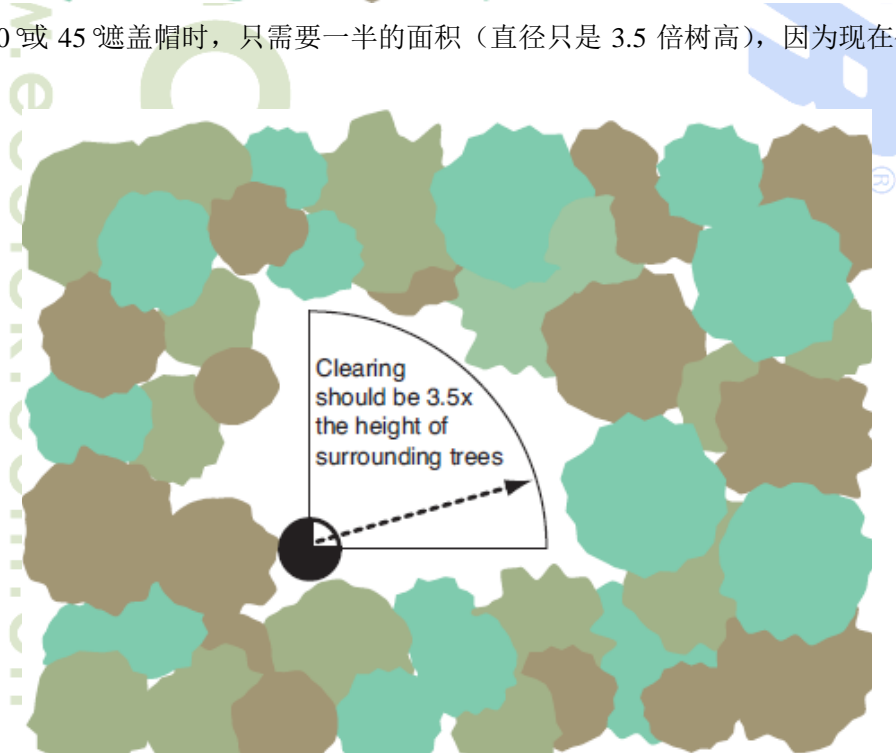 0°或 45°遮盖帽时，只需要一半的面积（直径只是 3.5 倍树高），因为现在
Clearing
should be 3.5x
the height of
surrounding trees
®